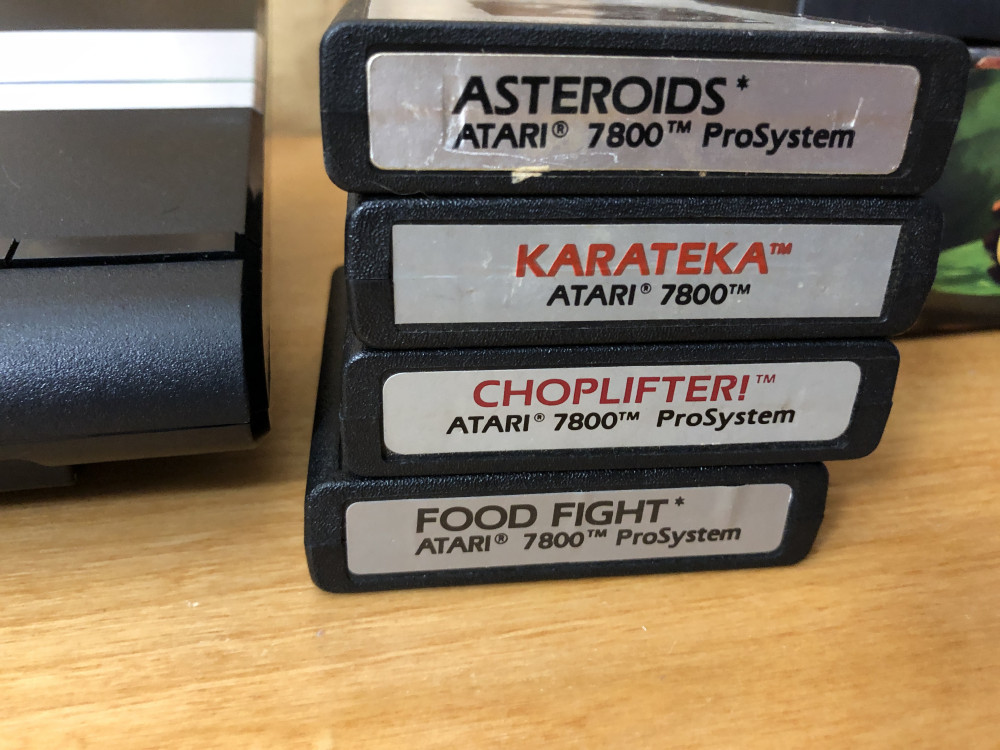 ASTEROIDS*
ATARI® 7800™ ProSystem
KARATEKA™
ATARI® 7800™
CHOPLIFTER!™
ATARI® 7800™ ProSystem
FOOD FIGHT*
ATARI® 7800™ ProSystem